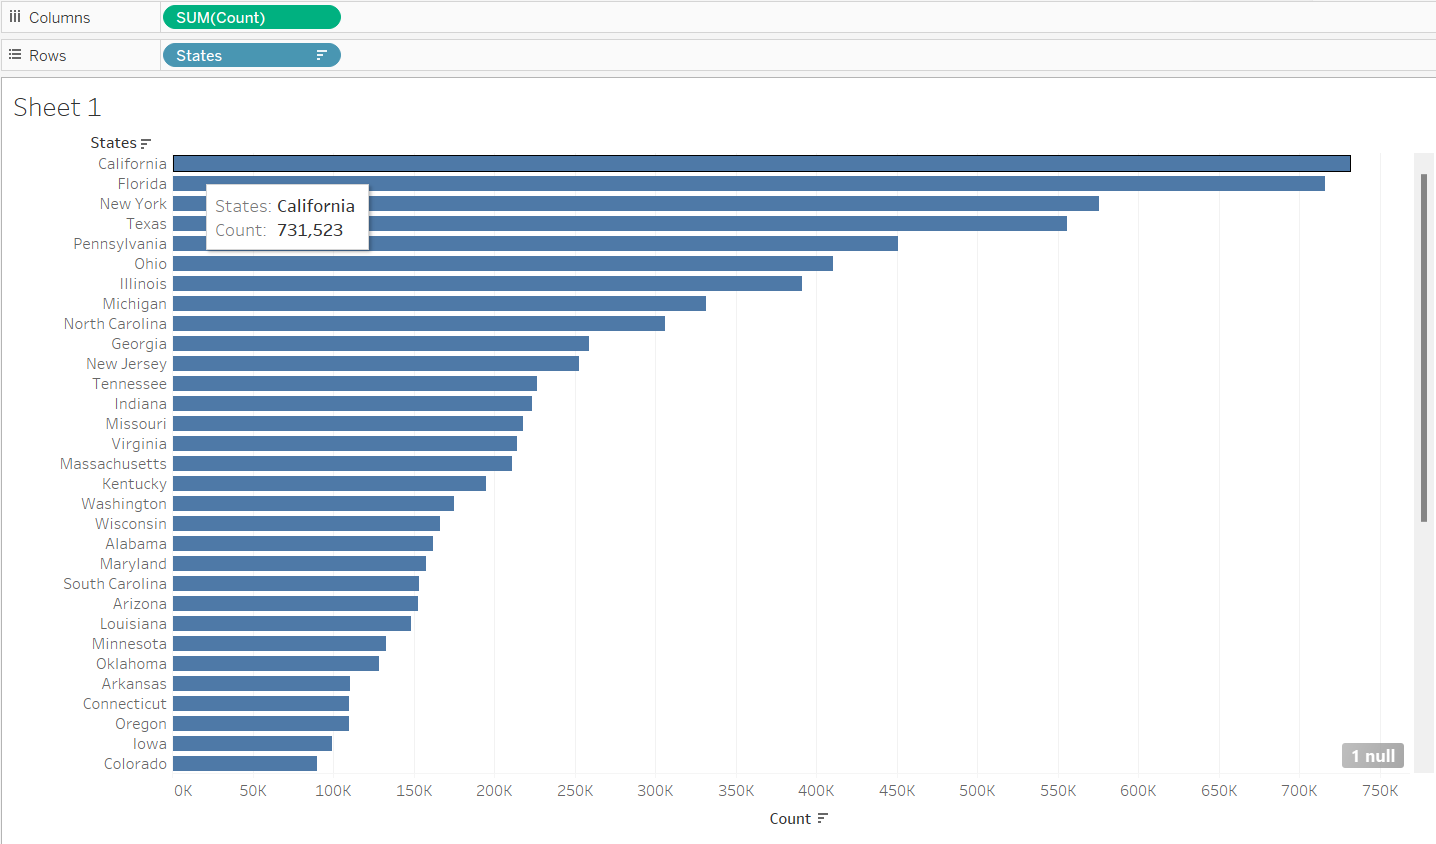 Columns SUM(Count)
Rows States
Sheet 1
States
California
Florida
New York
Texas
Pennsylvania
Ohio
Illinois
Michigan
North Carolina
Georgia
New Jersey
Tennessee
Indiana
Missouri
Virginia
Massachusetts
Kentucky
Washington
Wisconsin
Alabama
Maryland
South Carolina
Arizona
Louisiana
Minnesota
Oklahoma
Arkansas
Connecticut
Oregon
Iowa
Colorado
States: California
Count: 731,523
1 null
0K 50K 100K 150K 200K 250K 300K 350K 400K 450K 500K 550K 600K 650K 700K 750K
Count